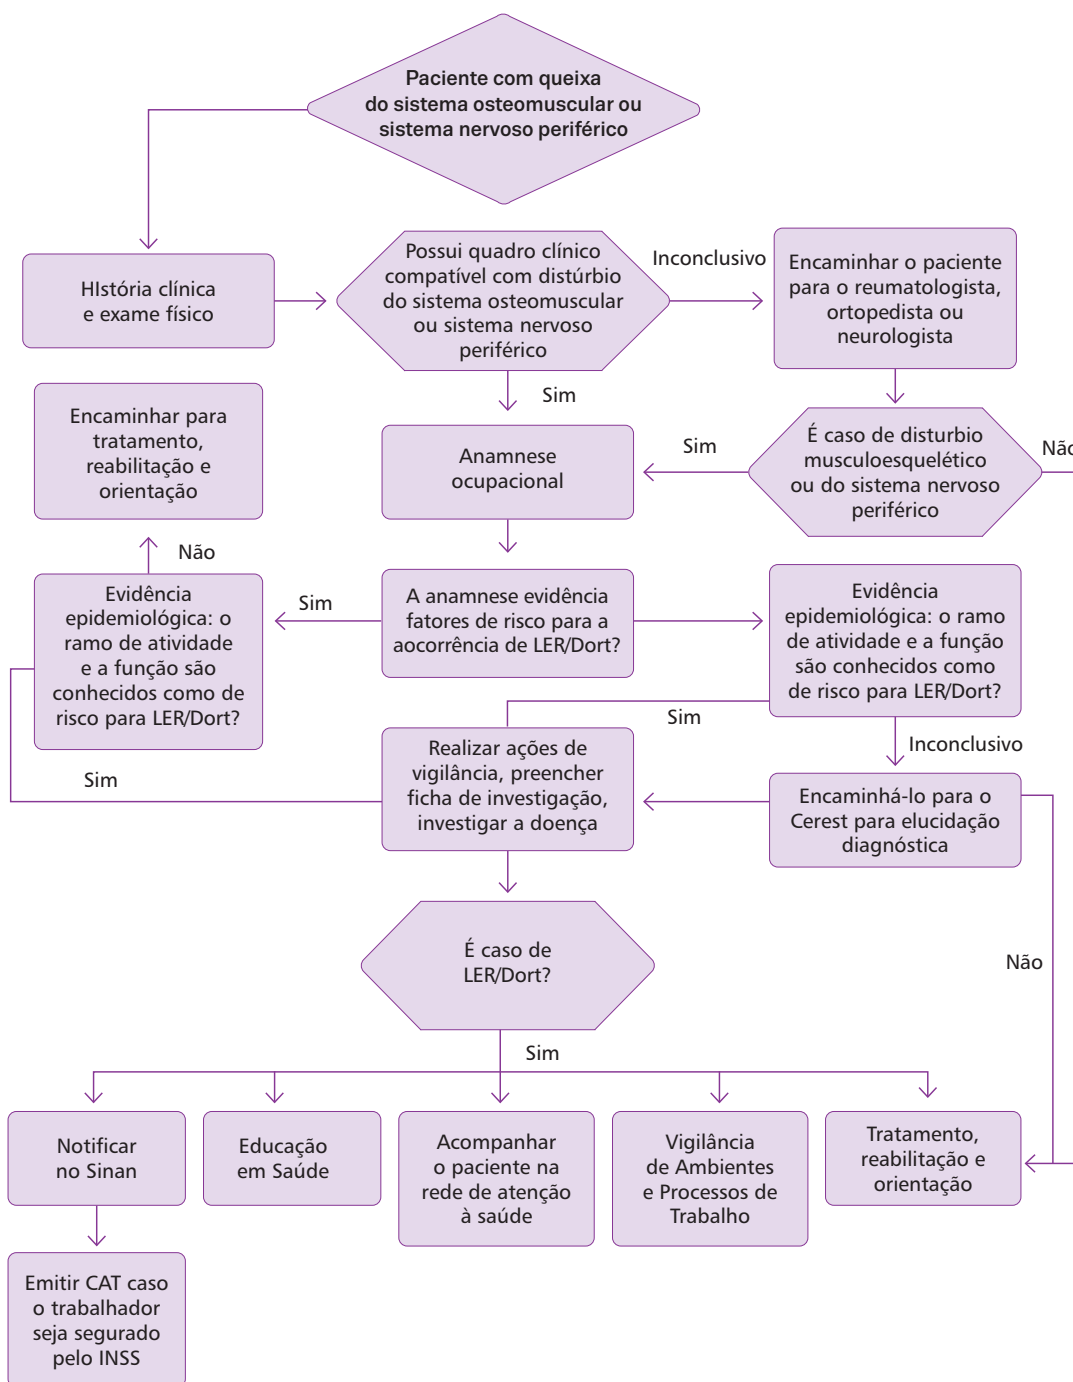 Paciente com queixa
do sistema osteomuscular ou
sistema nervoso periférico
HIstória clínica
e exame físico
Possui quadro clínico
compatível com distúrbio
do sistema osteomuscular
ou sistema nervoso
periférico
Inconclusivo
Encaminhar o paciente
para o reumatologista,
ortopedista ou
neurologista
Sim
Encaminhar para
tratamento,
reabilitação e
orientação
Anamnese
ocupacional
Sim
É caso de disturbio
musculoesquelético
ou do sistema nervoso
periférico
Não
Não
Evidência
epidemiológica: o
ramo de atividade
e a função são
conhecidos como de
risco para LER/Dort?
Sim
A anamnese evidência
fatores de risco para a
aocorrência de LER/Dort?
Evidência
epidemiológica: o ramo
de atividade e a função
são conhecidos como
de risco para LER/Dort?
Sim
Sim
Realizar ações de
vigilância, preencher
ficha de investigação,
investigar a doença
Inconclusivo
Encaminhá-lo para o
Cerest para elucidação
diagnóstica
É caso de
LER/Dort?
Não
Sim
Notificar
no Sinan
Educação
em Saúde
Acompanhar
o paciente na
rede de atenção
à saúde
Vigilância
de Ambientes
e Processos de
Trabalho
Tratamento,
reabilitação e
orientação
Emitir CAT caso
o trabalhador
seja segurado
pelo INSS